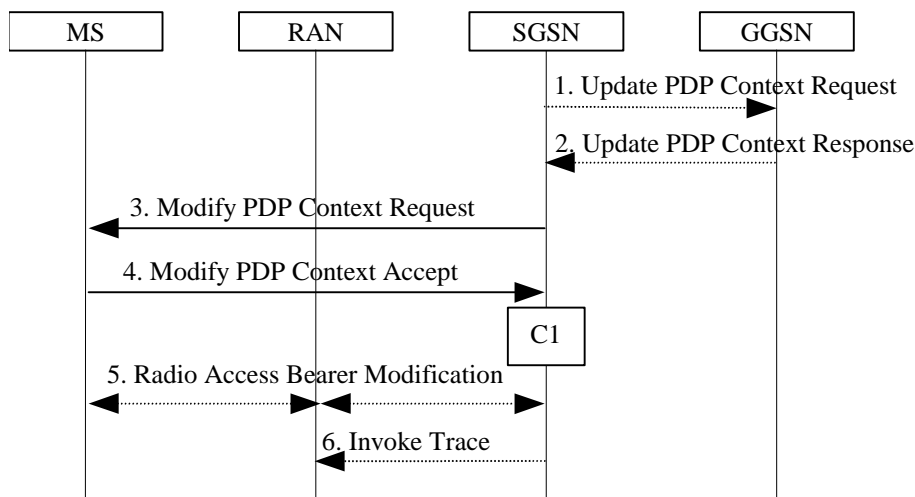 MS
RAN
SGSN
GGSN
1. Update PDP Context Request
2. Update PDP Context Response
3. Modify PDP Context Request
4. Modify PDP Context Accept
C1
5. Radio Access Bearer Modification
6. Invoke Trace